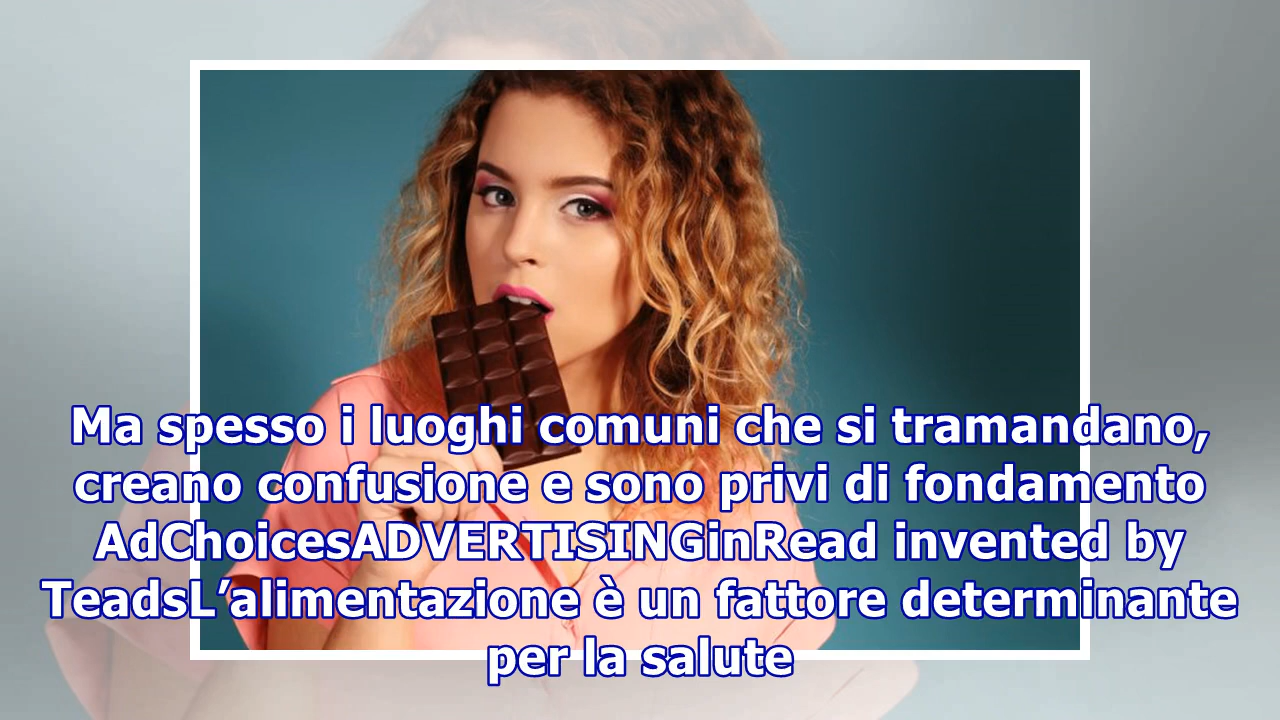 Ma spesso i luoghi comuni che si tramandano,
creano confusione e sono privi di fondamento
AdChoicesADVERTISINGinRead invented by
TeadsL’alimentazione è un fattore determinante
per la salute